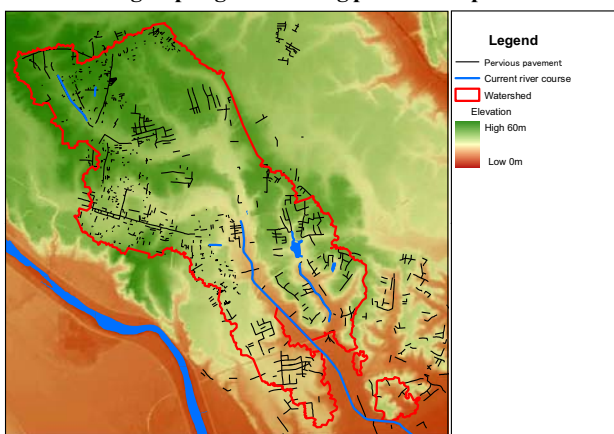 Legend
Pervious pavement
Current river course
Watershed
Elevation
High 60m
Low 0m